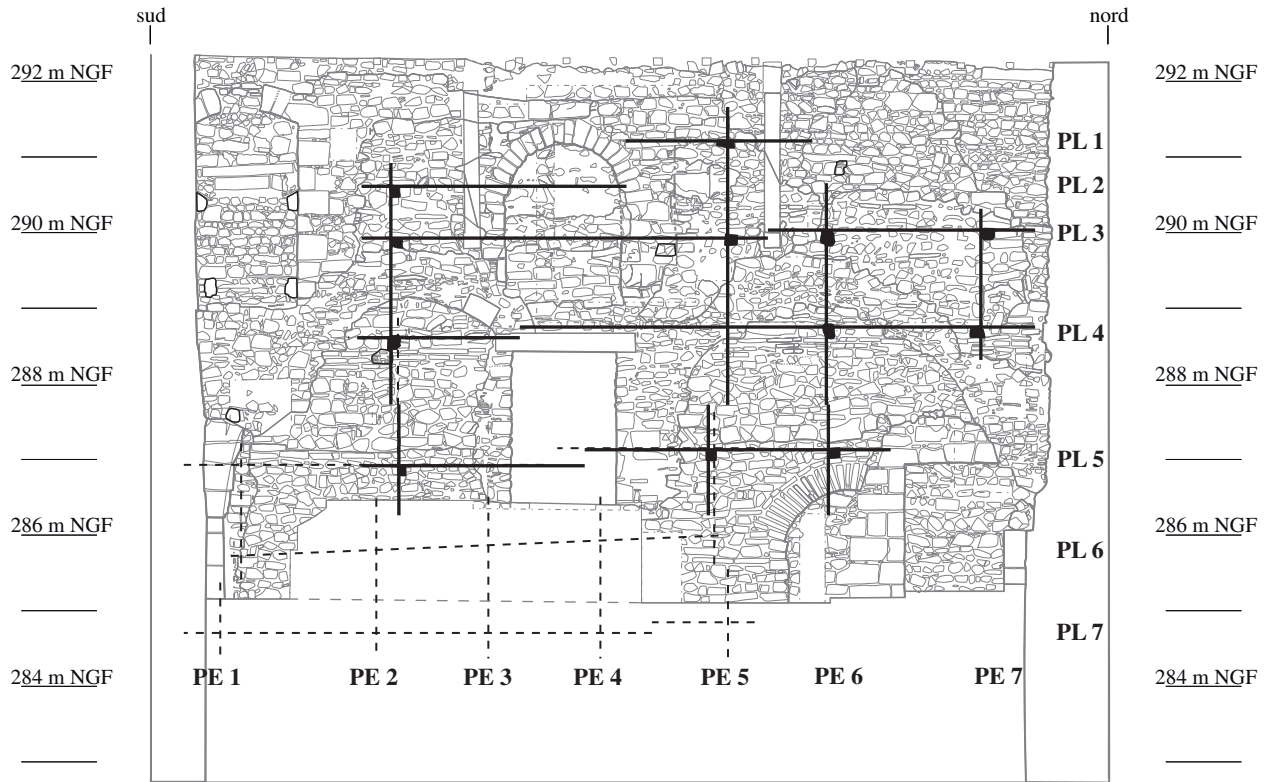 sud
nord
292 m NGF
292 m NGF
PL 1
PL 2
290 m NGF
PL 3
290 m NGF
PL 4
288 m NGF
288 m NGF
PL 5
286 m NGF
286 m NGF
PL 6
PL 7
284 m NGF
PE 1
PE 2
PE 3
PE 4
PE 5
PE 6
PE 7
284 m NGF